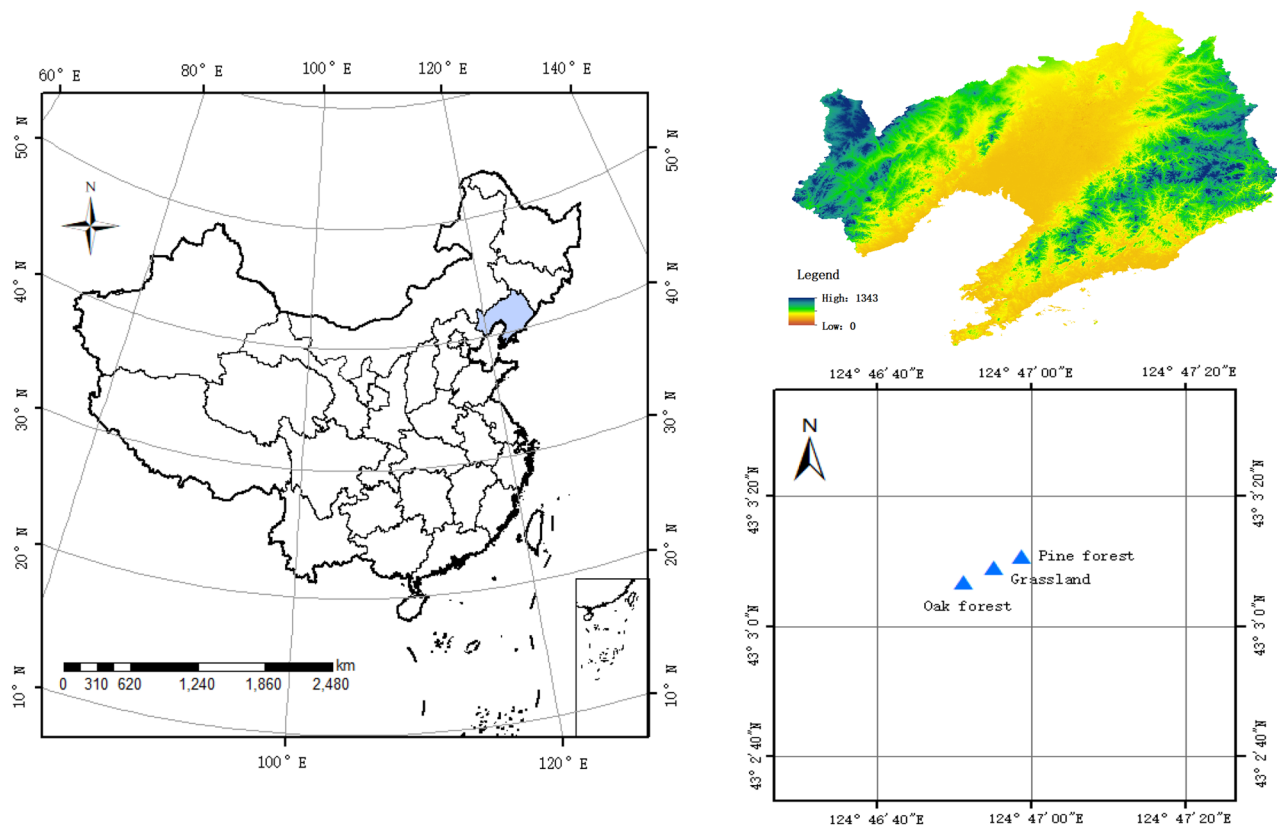 60° E 80° E 100° E 120° E 140° E
50° N
40° N
30° N
20° N
10° N
50° N
40° N
30° N
20° N
10° N
N
km
0 310 620 1,240 1,860 2,480
100° E 120° E
Legend
High: 1343
Low: 0
124° 46′40″E 124° 47′00″E 124° 47′20″E
N
43° 3′20″N
43° 3′0″N
43° 2′40″N
43° 3′20″N
43° 3′0″N
43° 2′40″N
Pine forest
Grassland
Oak forest
124° 46′40″E 124° 47′00″E 124° 47′20″E